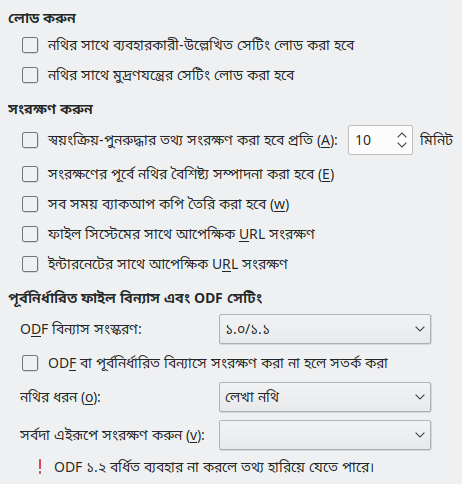 লোড করুন
নথির সাথে ব্যবহারকারী-উল্লেখিত সেটিং লোড করা হবে
নথির সাথে মুদ্রণযন্ত্রের সেটিং লোড করা হবে
সংরক্ষণ করুন
স্বয়ংক্রিয়-পুনরুদ্ধার তথ্য সংরক্ষণ করা হবে প্রতি (A): 10 মিনিট
সংরক্ষণের পূর্বে নথির বৈশিষ্ট্য সম্পাদনা করা হবে (E)
সব সময় ব্যাকআপ কপি তৈরি করা হবে (w)
ফাইল সিস্টেমের সাথে আপেক্ষিক URL সংরক্ষণ
ইন্টারনেটের সাথে আপেক্ষিক URL সংরক্ষণ
পূর্বনির্ধারিত ফাইল বিন্যাস এবং ODF সেটিং
ODF বিন্যাস সংস্করণ: ১.০/১.১
ODF বা পূর্বনির্ধারিত বিন্যাসে সংরক্ষণ করা না হলে সতর্ক করা
নথির ধরন (o): লেখা নথি
সর্বদা এইরূপে সংরক্ষণ করুন (v):
! ODF ১.২ বর্ধিত ব্যবহার না করলে তথ্য হারিয়ে যেতে পারে।